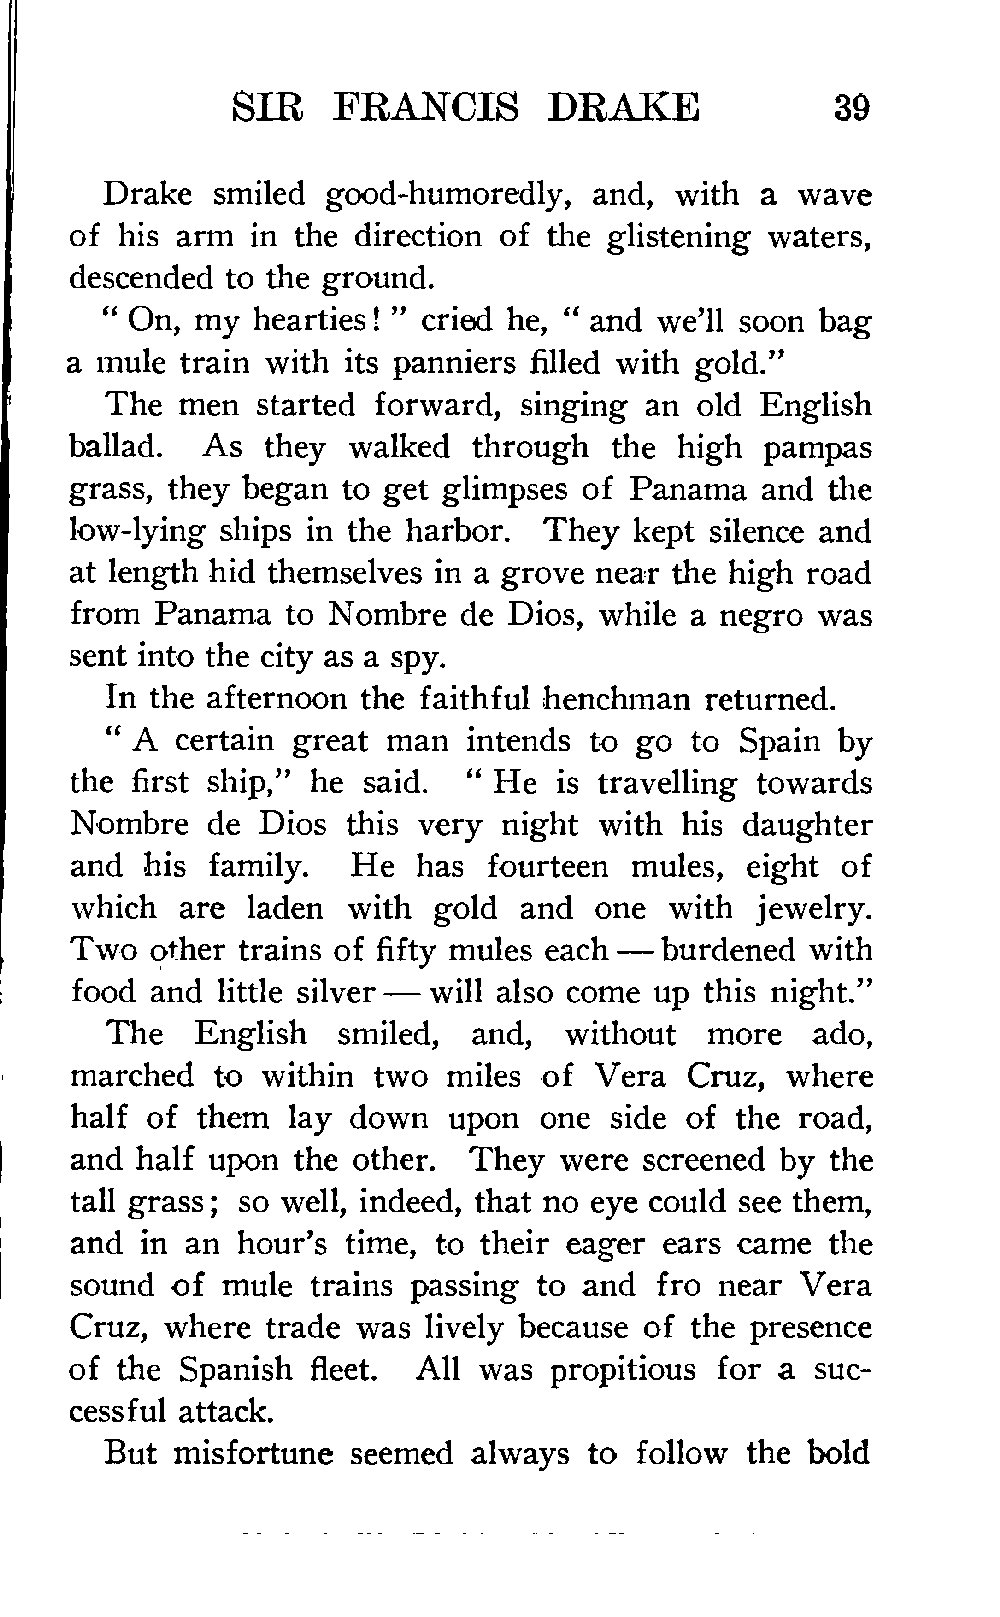 SIR FRANCIS DRAKE 39
Drake smiled good-humoredly, and, with a wave
of his arm in the direction of the glistening waters,
descended to the ground.
“ On, my hearties! ” cried he, “ and we’ll soon bag
a mule train with its panniers filled with gold.”
The men started forward, singing an old English
ballad. As they walked through the high pampas
grass, they began to get glimpses of Panama and the
low-lying ships in the harbor. They kept silence and
at length hid themselves in a grove near the high road
from Panama to Nombre de Dios, while a negro was
sent into the city as a spy.
In the afternoon the faithful henchman returned.
“ A certain great man intends to go to Spain by
the first ship,” he said. “ He is travelling towards
Nombre de Dios this very night with his daughter
and his family. He has fourteen mules, eight of
which are laden with gold and one with jewelry.
Two other trains of fifty mules each — burdened with
food and little silver — will also come up this night.”
The English smiled, and, without more ado,
marched to within two miles of Vera Cruz, where
half of them lay down upon one side of the road,
and half upon the other. They were screened by the
tall grass; so well, indeed, that no eye could see them,
and in an hour’s time, to their eager ears came the
sound of mule trains passing to and fro near Vera
Cruz, where trade was lively because of the presence
of the Spanish fleet. All was propitious for a suc-
cessful attack.
But misfortune seemed always to follow the bold